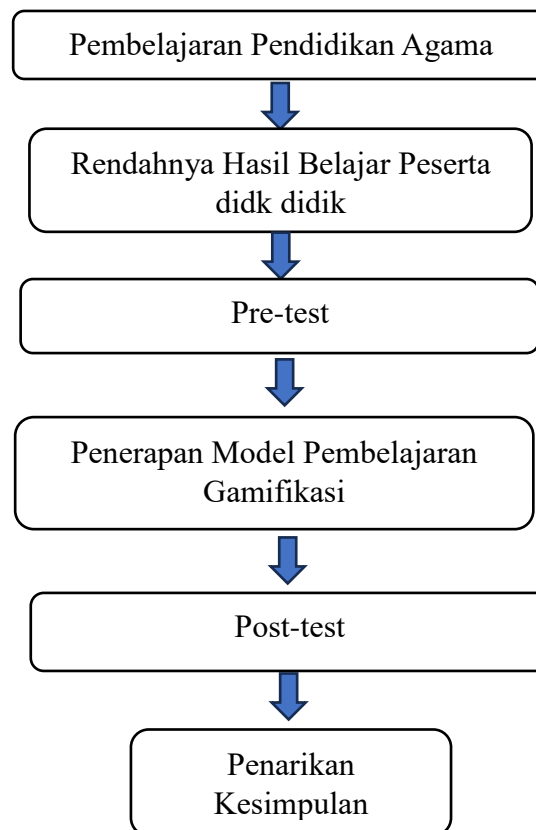 Pembelajaran Pendidikan Agama
Rendahnya Hasil Belajar Peserta
didk didik
Pre-test
Penerapan Model Pembelajaran
Gamifikasi
Post-test
Penarikan
Kesimpulan